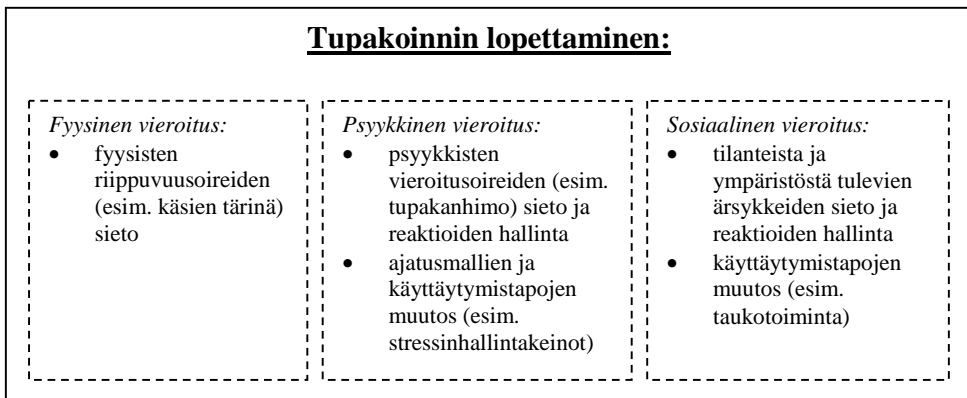 Tupakoinnin lopettaminen:
Fyysinen vieroitus:
• fyysisten
riippuvuusoireiden
(esim. käsien tärinä)
sieto
Psyykkinen vieroitus:
• psyykkisten
vieroitusoireiden (esim.
tupakanhimo) sieto ja
reaktioiden hallinta
• ajatusmallien ja
käyttäytymistapojen
muutos (esim.
stressinhallintakeinot)
Sosiaalinen vieroitus:
• tilanteista ja
ympäristöstä tulevien
ärsykkeiden sieto ja
reaktioiden hallinta
• käyttäytymistapojen
muutos (esim.
taukotoiminta)